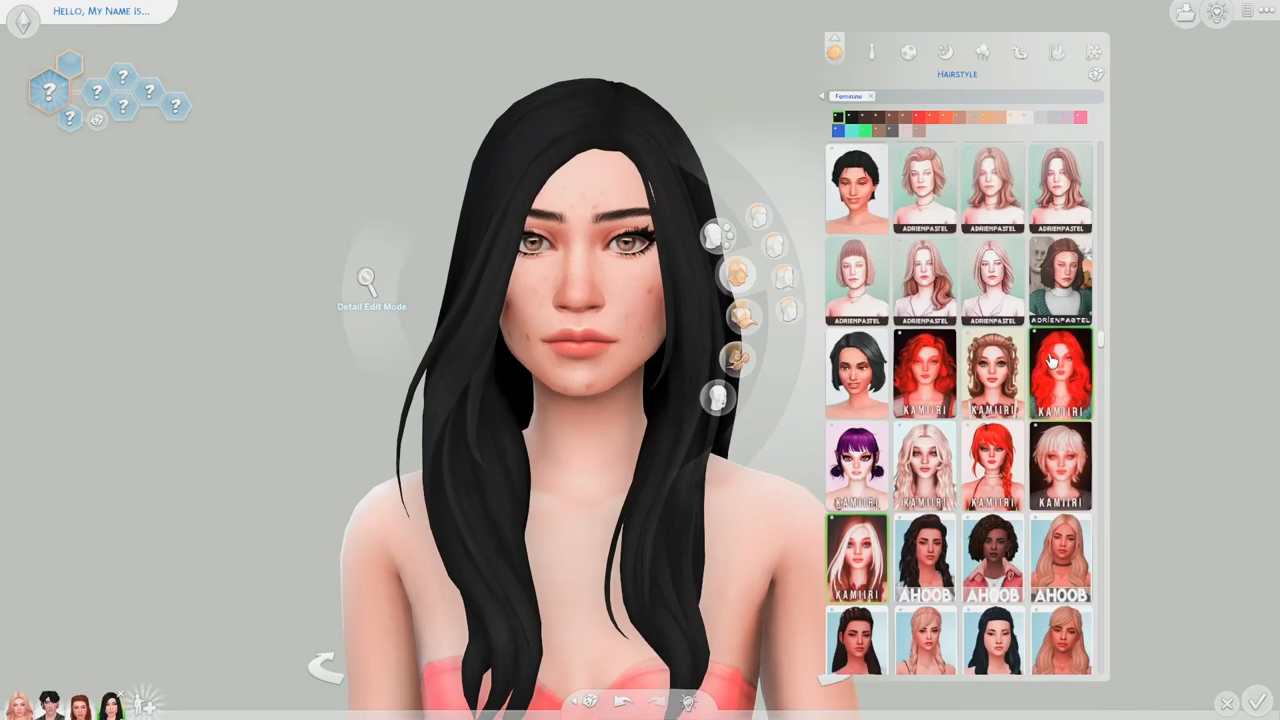 Hello, My Name is...
Hairstyle
Feminine
Detail Edit Mode
ADRIENPASTEL
ADRIENPASTEL
ADRIENPASTEL
ADRIENPASTEL
ADRIENPASTEL
ADRIENPASTEL
ADRIENPASTEL
KAMIIRI
KAMIIRI
KAMIIRI
KAMIIRI
KAMIIRI
KAMIIRI
KAMIIRI
KAMIIRI
AHOOB
AHOOB
AHOOB